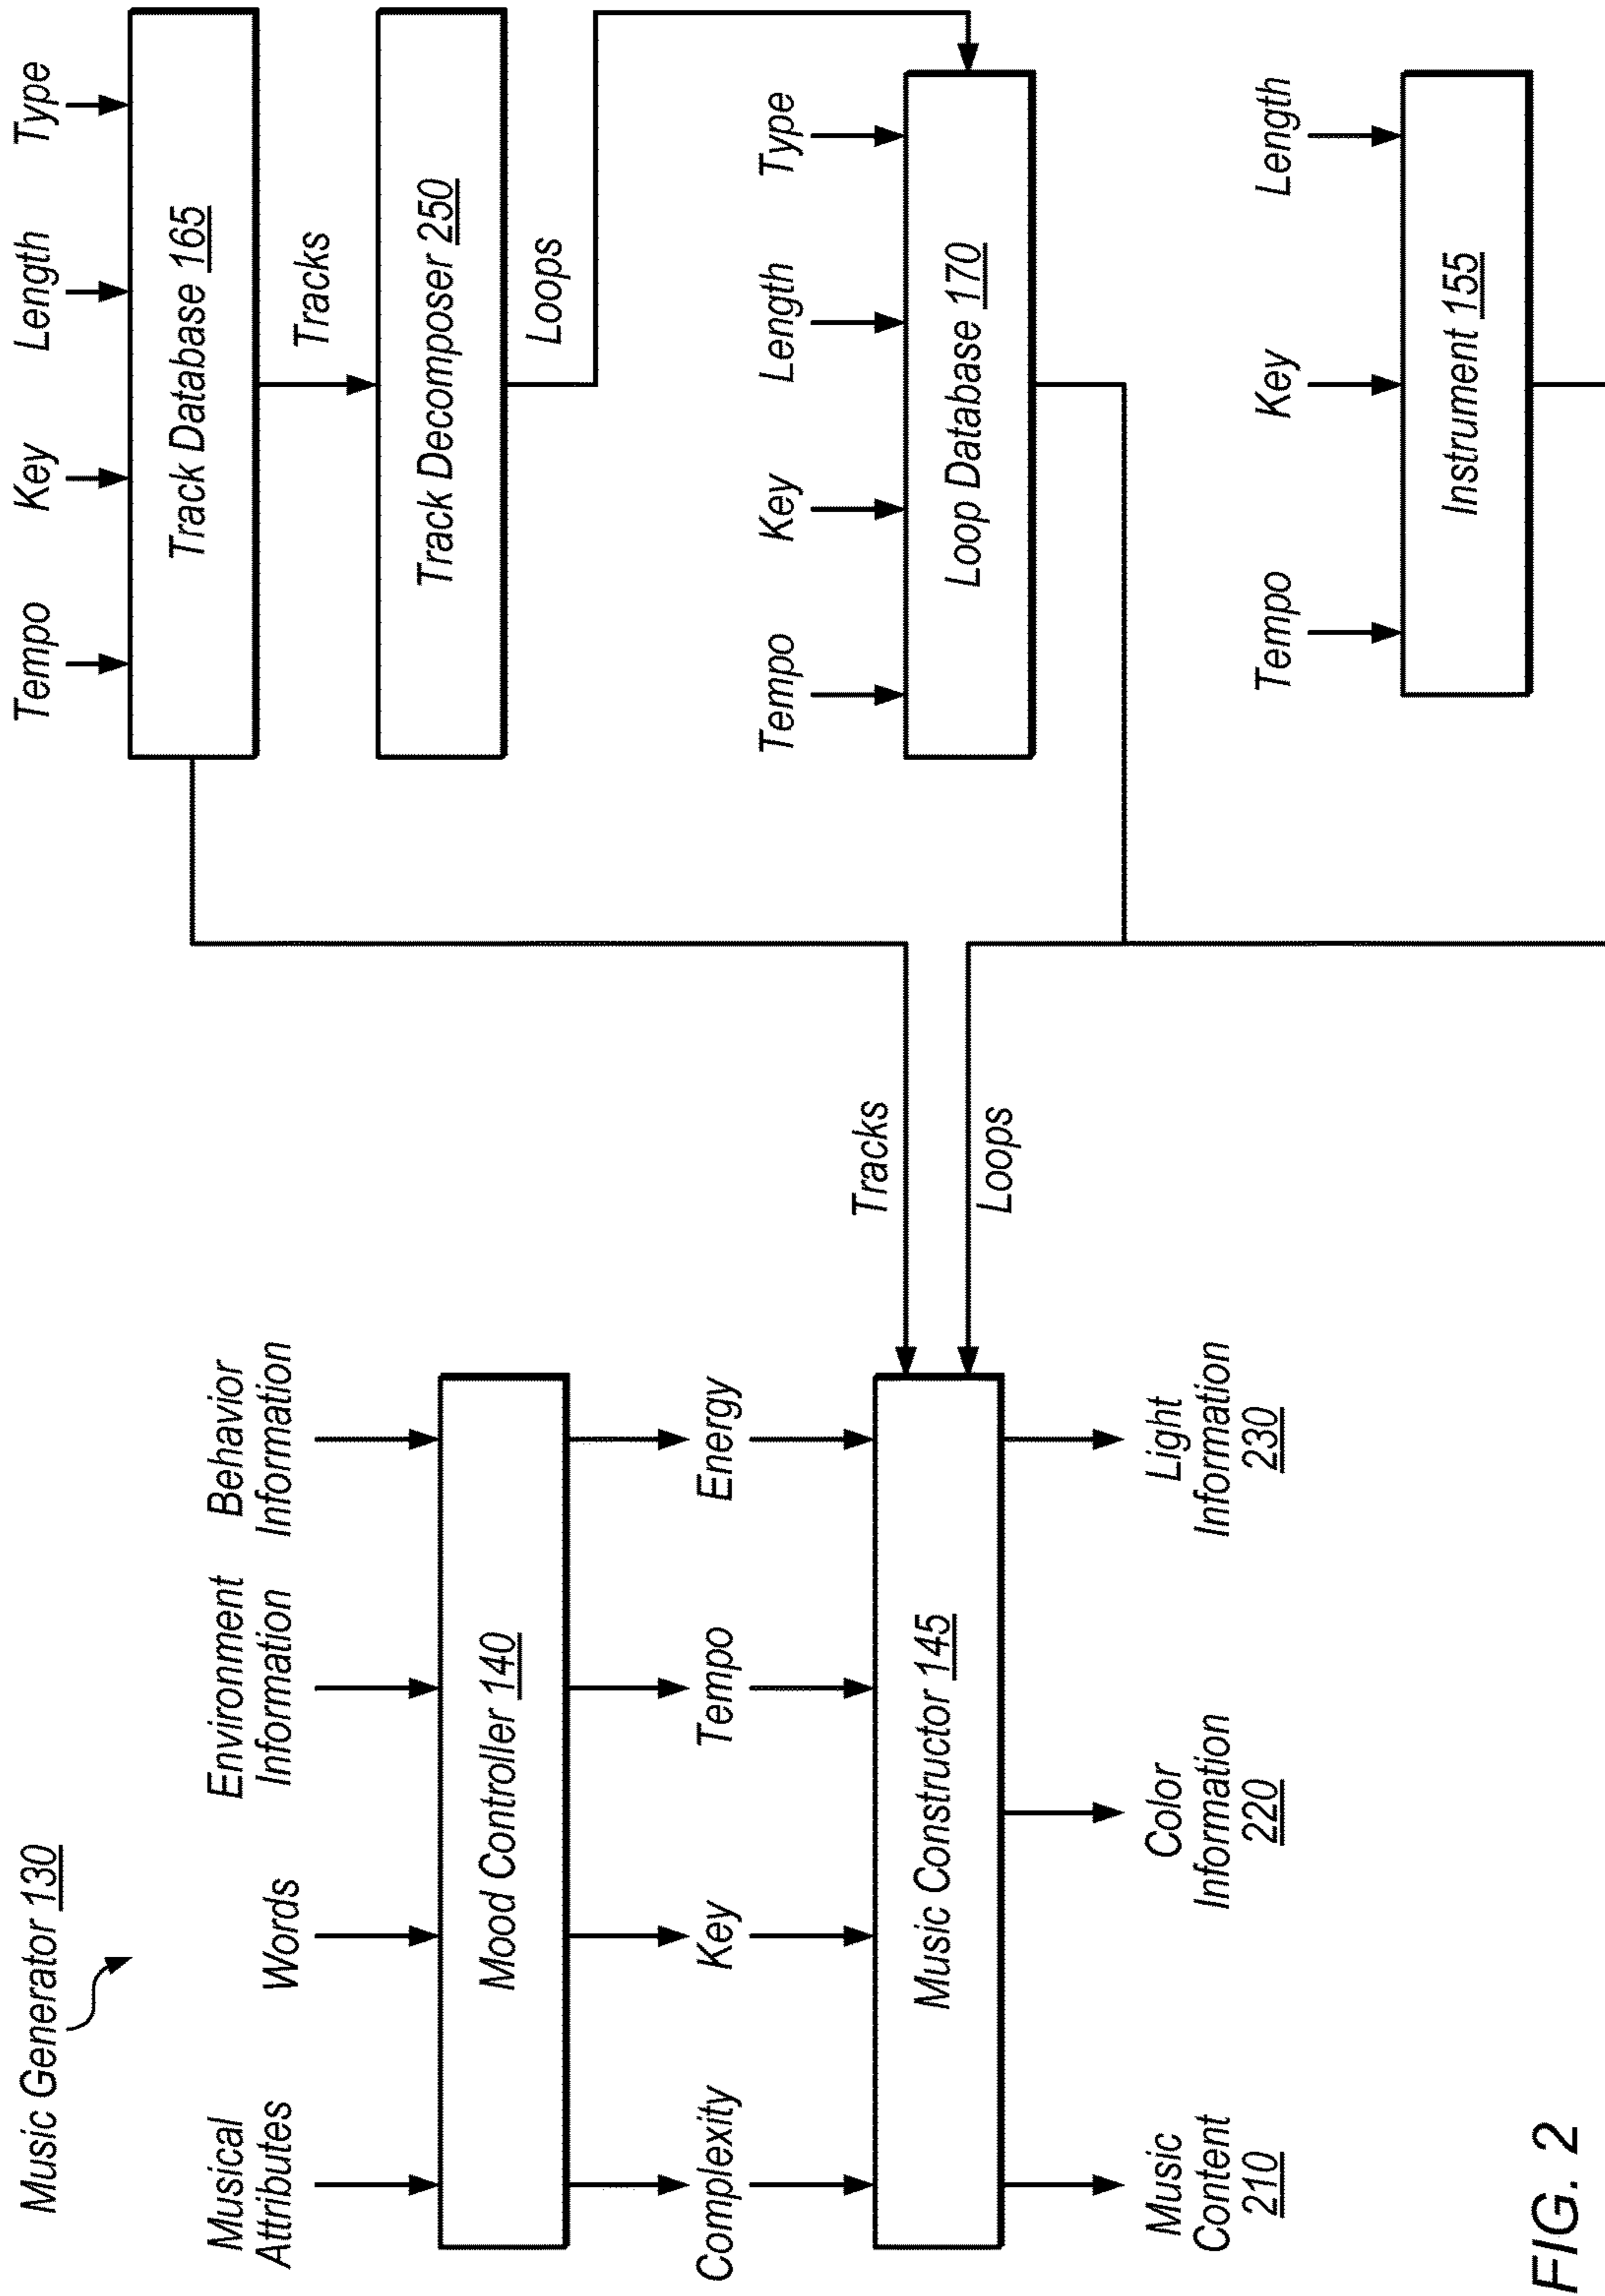 Music Generator 130
Musical
Attributes
Words
Environment
Information
Behavior
Information
Mood Controller 140
Complexity
Key
Tempo
Energy
Music Constructor 145
Music
Content
210
Color
Information
220
Light
Information
230
Tracks
Loops
Tempo
Key
Length
Type
Track Database 165
Tracks
Track Decomposer 250
Loops
Tempo
Key
Length
Type
Loop Database 170
Tempo
Key
Length
Instrument 155
FIG. 2